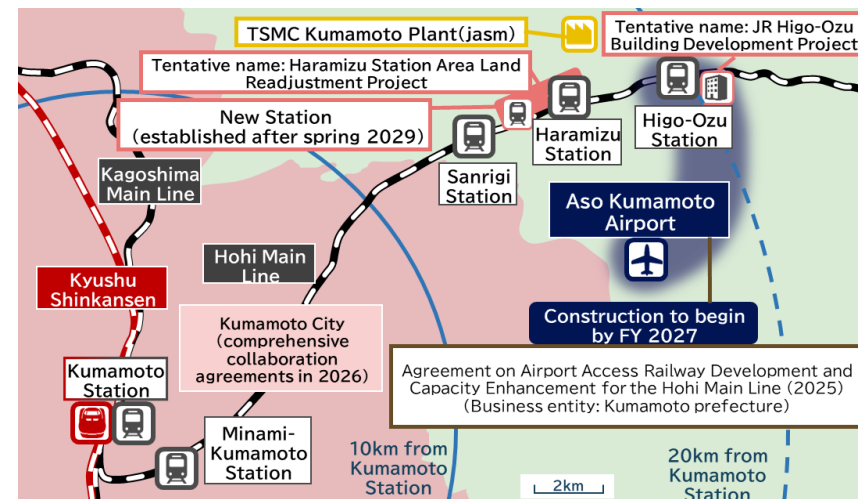 TSMC Kumamoto Plant(jasm)
Tentative name: JR Higo-Ozu
Building Development Project
Tentative name: Haramizu Station Area Land
Readjustment Project
New Station
(established after spring 2029)
Haramizu
Station
Higo-Ozu
Station
Sanrigi
Station
Kagoshima
Main Line
Aso Kumamoto
Airport
Hohi Main
Line
Kyushu
Shinkansen
Construction to begin
by FY 2027
Kumamoto City
(comprehensive
collaboration
agreements in 2026)
Kumamoto
Station
Agreement on Airport Access Railway Development and
Capacity Enhancement for the Hohi Main Line (2025)
(Business entity: Kumamoto prefecture)
Minami-
Kumamoto
Station
10km from
Kumamoto
Station
20km from
Kumamoto
Station
2km